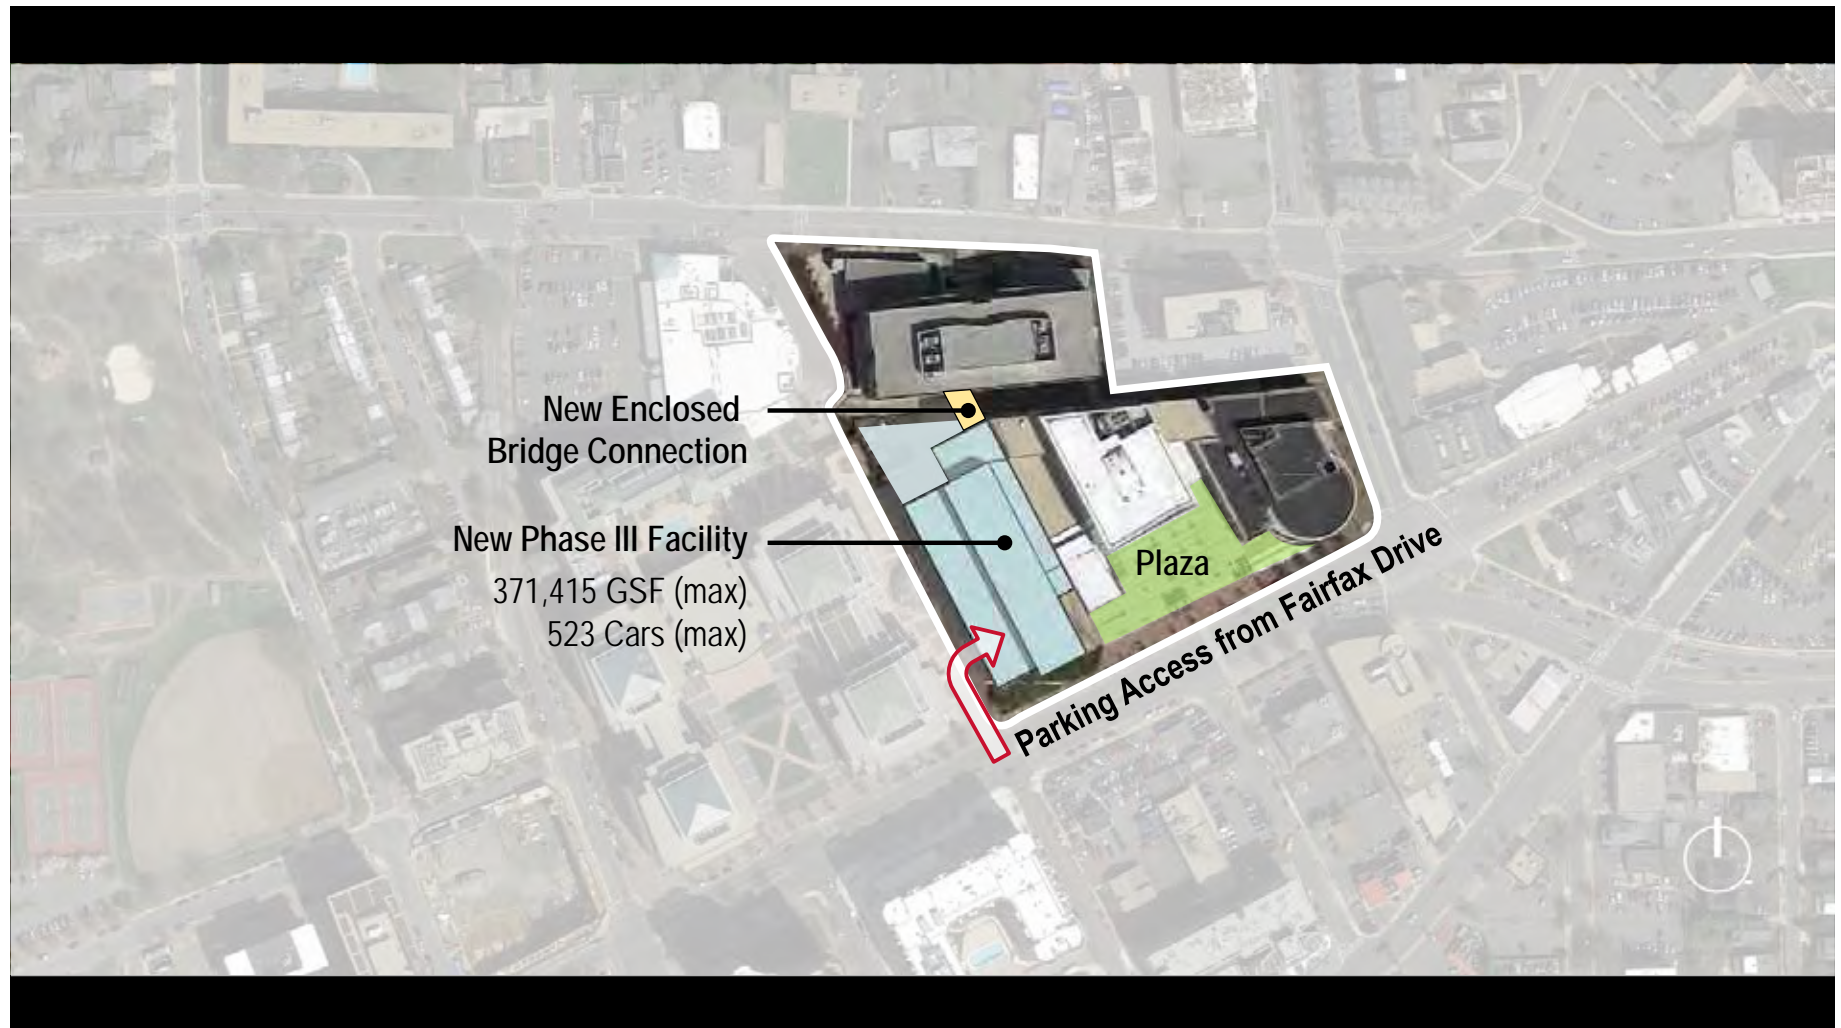 New Enclosed
Bridge Connection
New Phase III Facility
371,415 GSF (max)
523 Cars (max)
Plaza
Parking Access from Fairfax Drive